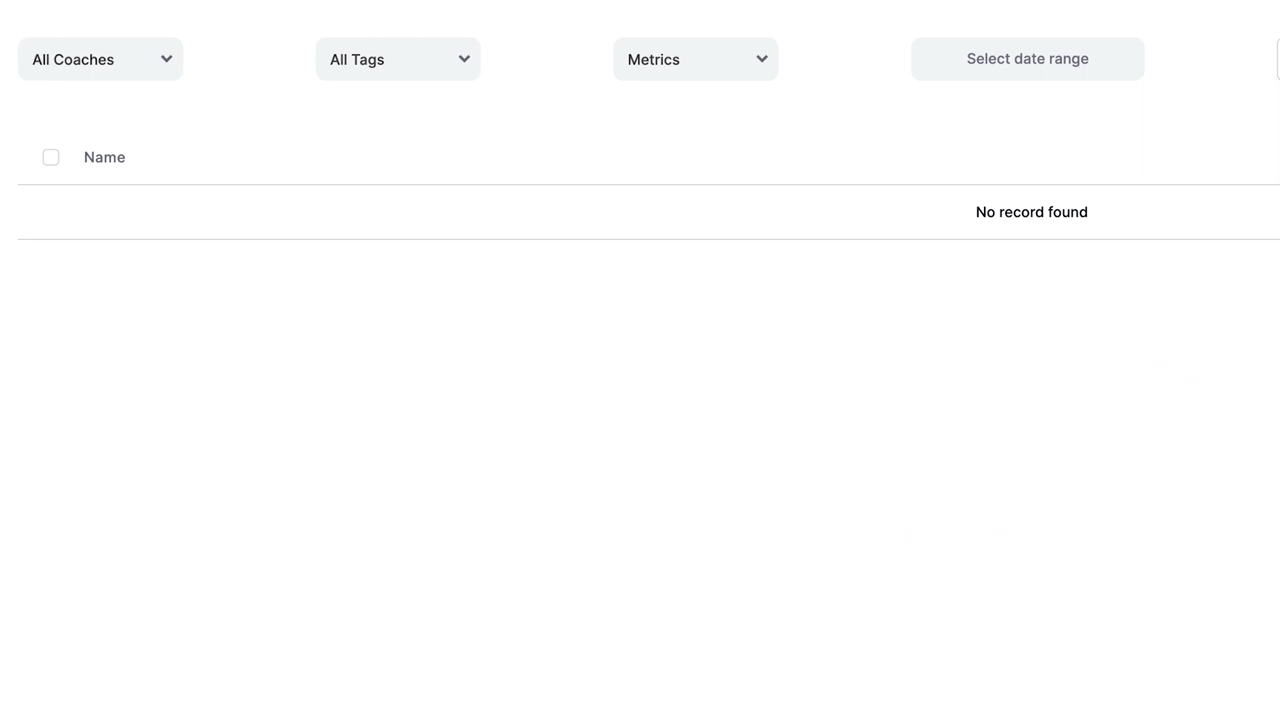 All Coaches
All Tags
Metrics
Select date range
Name
No record found